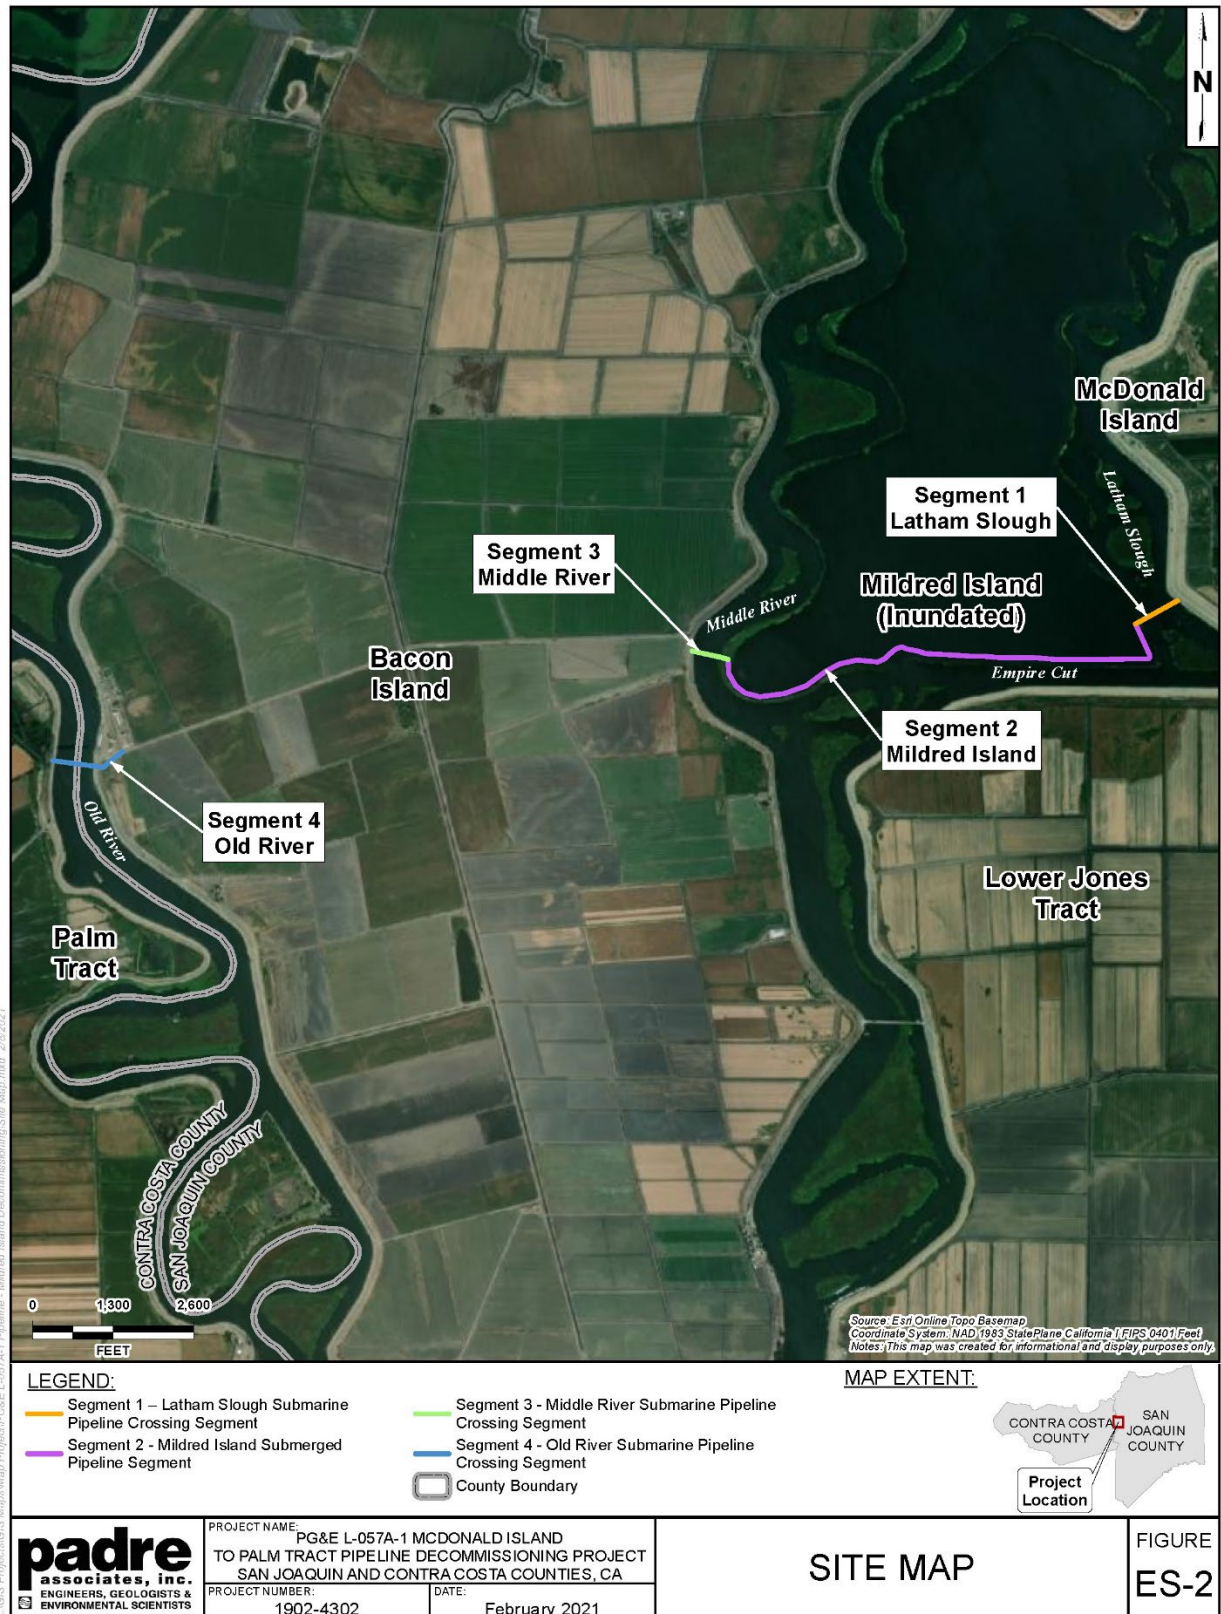 N
McDonald
Island
Latham Slough
Segment 1
Latham Slough
Segment 3
Middle River
Middle River
Mildred Island
(Inundated)
Empire Cut
Bacon
Island
Segment 2
Mildred Island
Segment 4
Old River
Old River
Lower Jones
Tract
Palm
Tract
CONTRA COSTA COUNTY
SAN JOAQUIN COUNTY
0 1,300 2,600
FEET
Source: Esri Online Topo Basemap
Coordinate System: NAD 1983 StatePlane California I FIPS 0401 Feet
Notes: This map was created for informational and display purposes only.
LEGEND:
Segment 1 – Latham Slough Submarine
Pipeline Crossing Segment
Segment 2 - Mildred Island Submerged
Pipeline Segment
Segment 3 - Middle River Submarine Pipeline
Crossing Segment
Segment 4 - Old River Submarine Pipeline
Crossing Segment
County Boundary
MAP EXTENT:
CONTRA COSTA
COUNTY
SAN
JOAQUIN
COUNTY
Project
Location
padre
associates, inc.
ENGINEERS, GEOLOGISTS &
ENVIRONMENTAL SCIENTISTS
PROJECT NAME:
PG&E L-057A-1 MCDONALD ISLAND
TO PALM TRACT PIPELINE DECOMMISSIONING PROJECT
SAN JOAQUIN AND CONTRA COSTA COUNTIES, CA
PROJECT NUMBER:
1902-4302
DATE:
February 2021
SITE MAP
FIGURE
ES-2